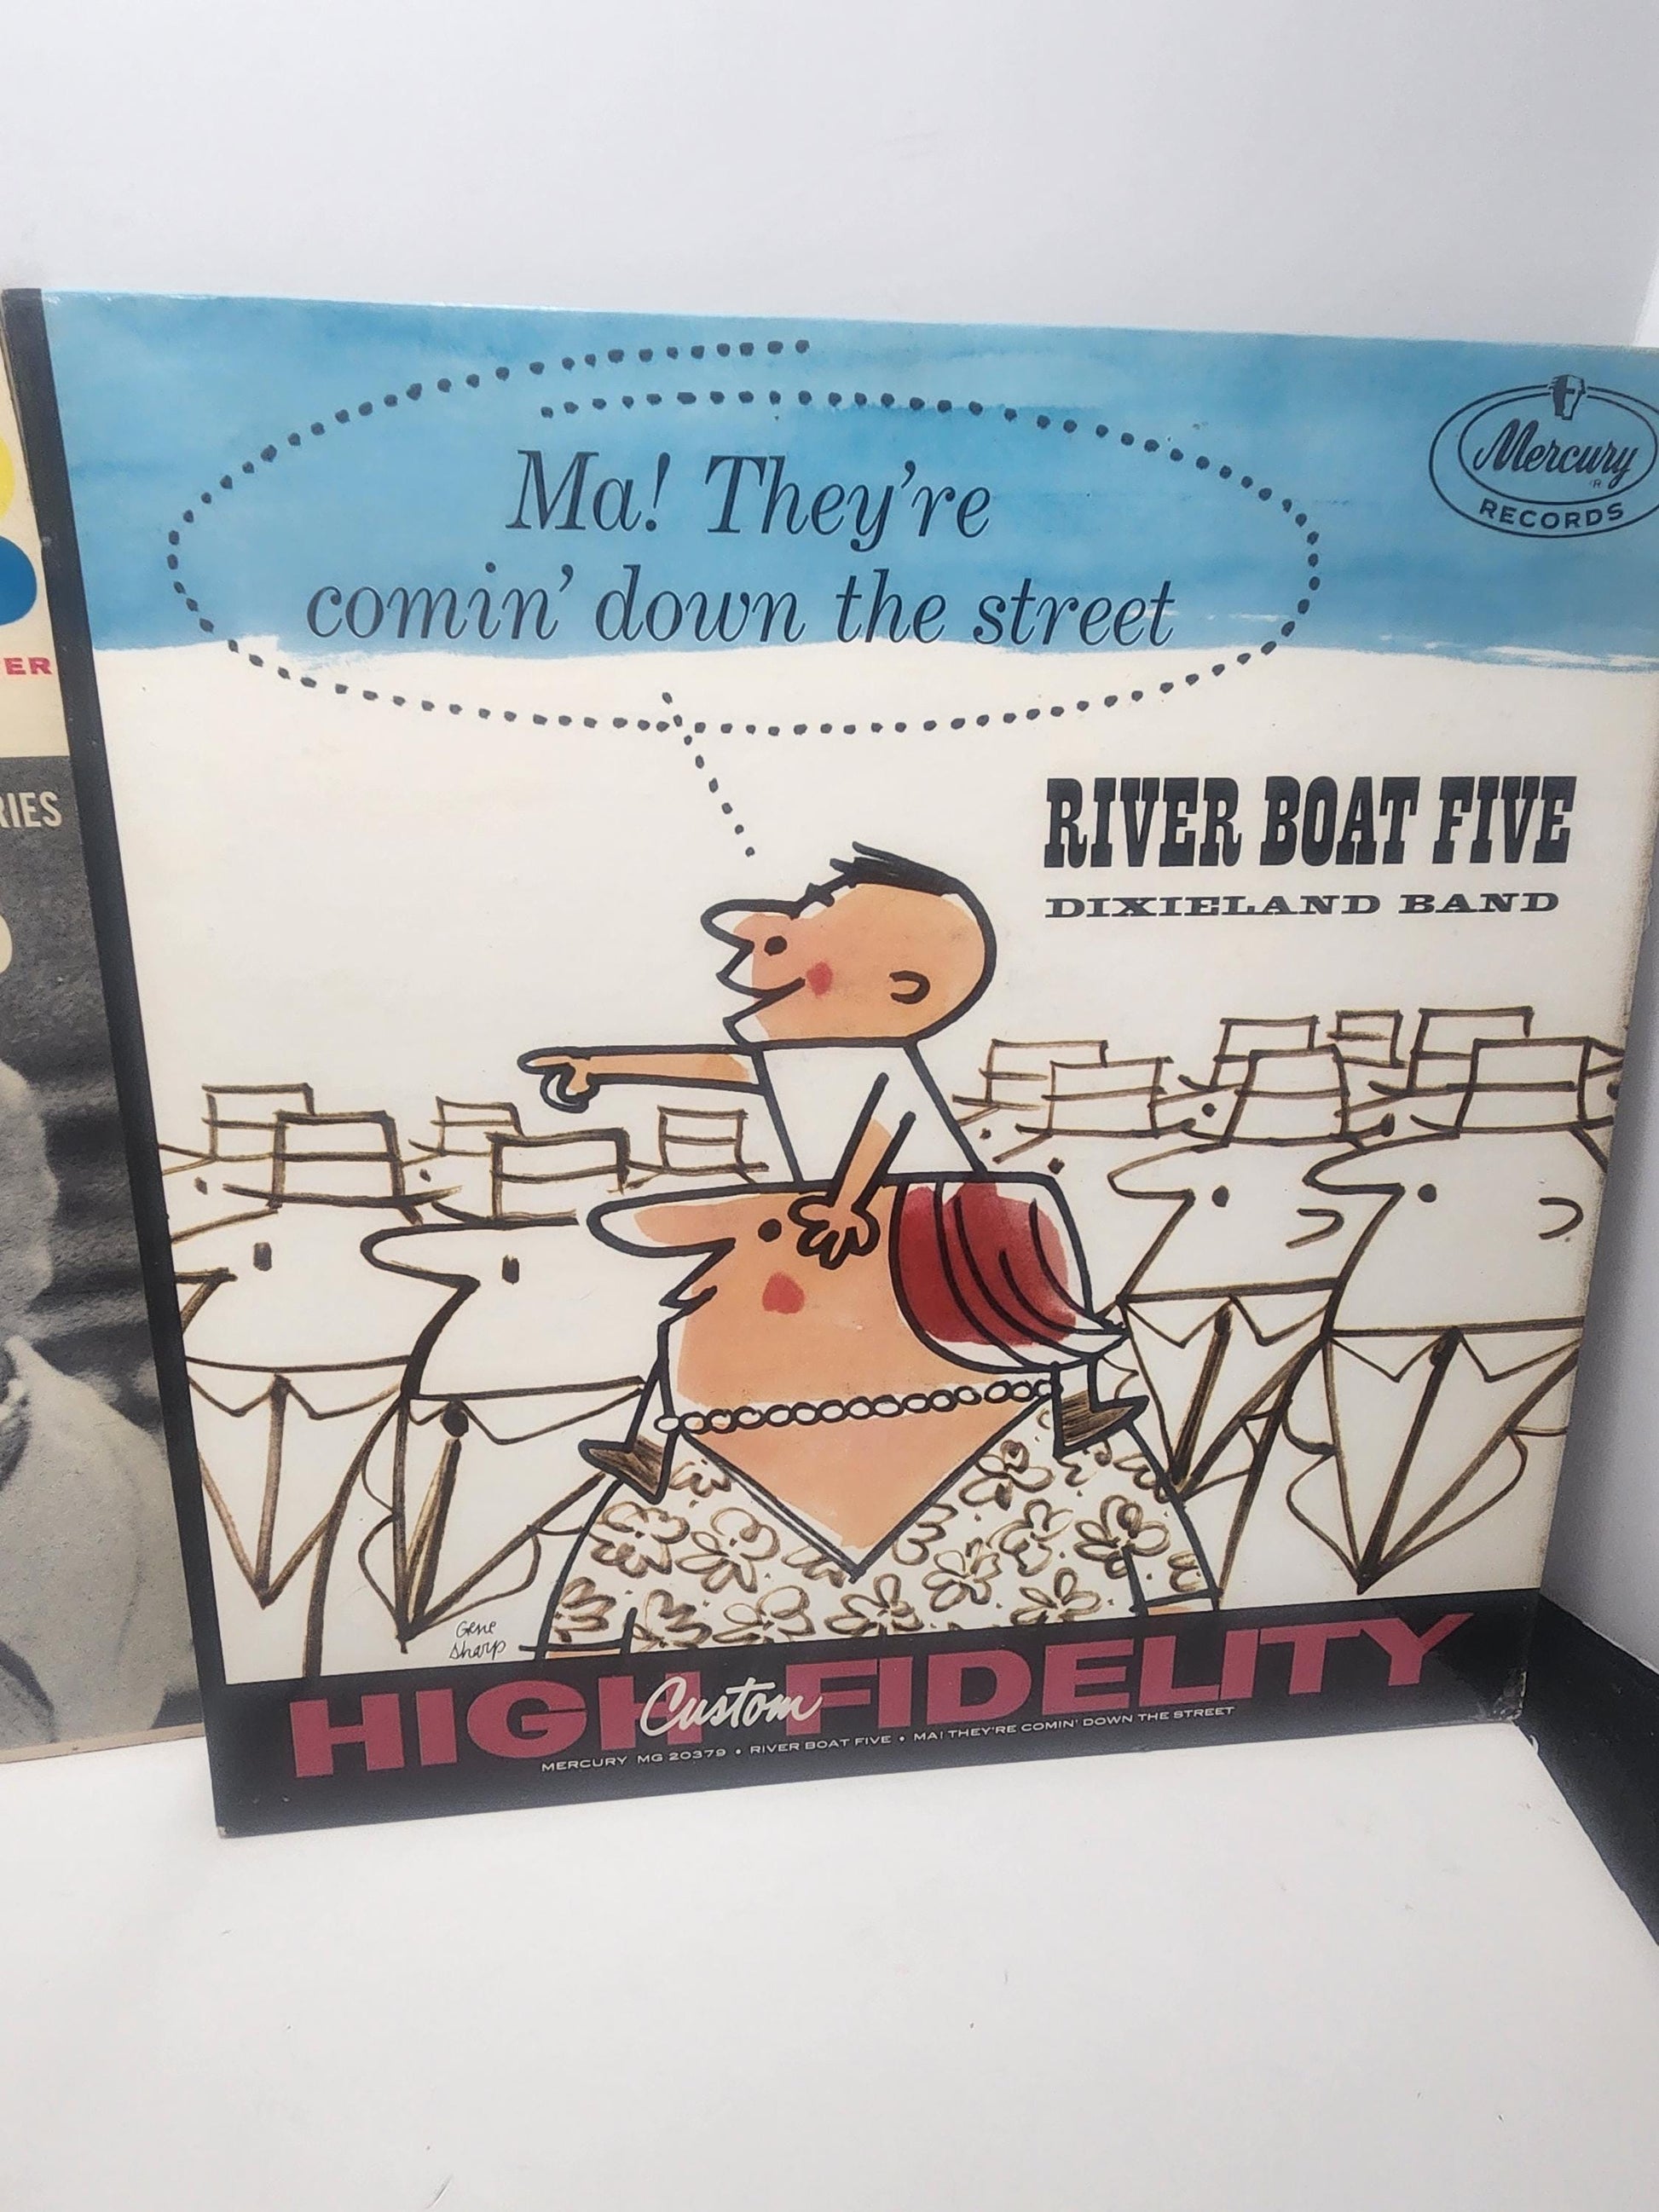 Ma! They're
comin' down the street
Mercury
R
RECORDS
ER
RIES
RIVER BOAT FIVE
DIXIELAND BAND
Gene
Sharp
HIGH Custom FIDELITY
MERCURY MG 20379 • RIVER BOAT FIVE • MA! THEY'RE COMIN' DOWN THE STREET